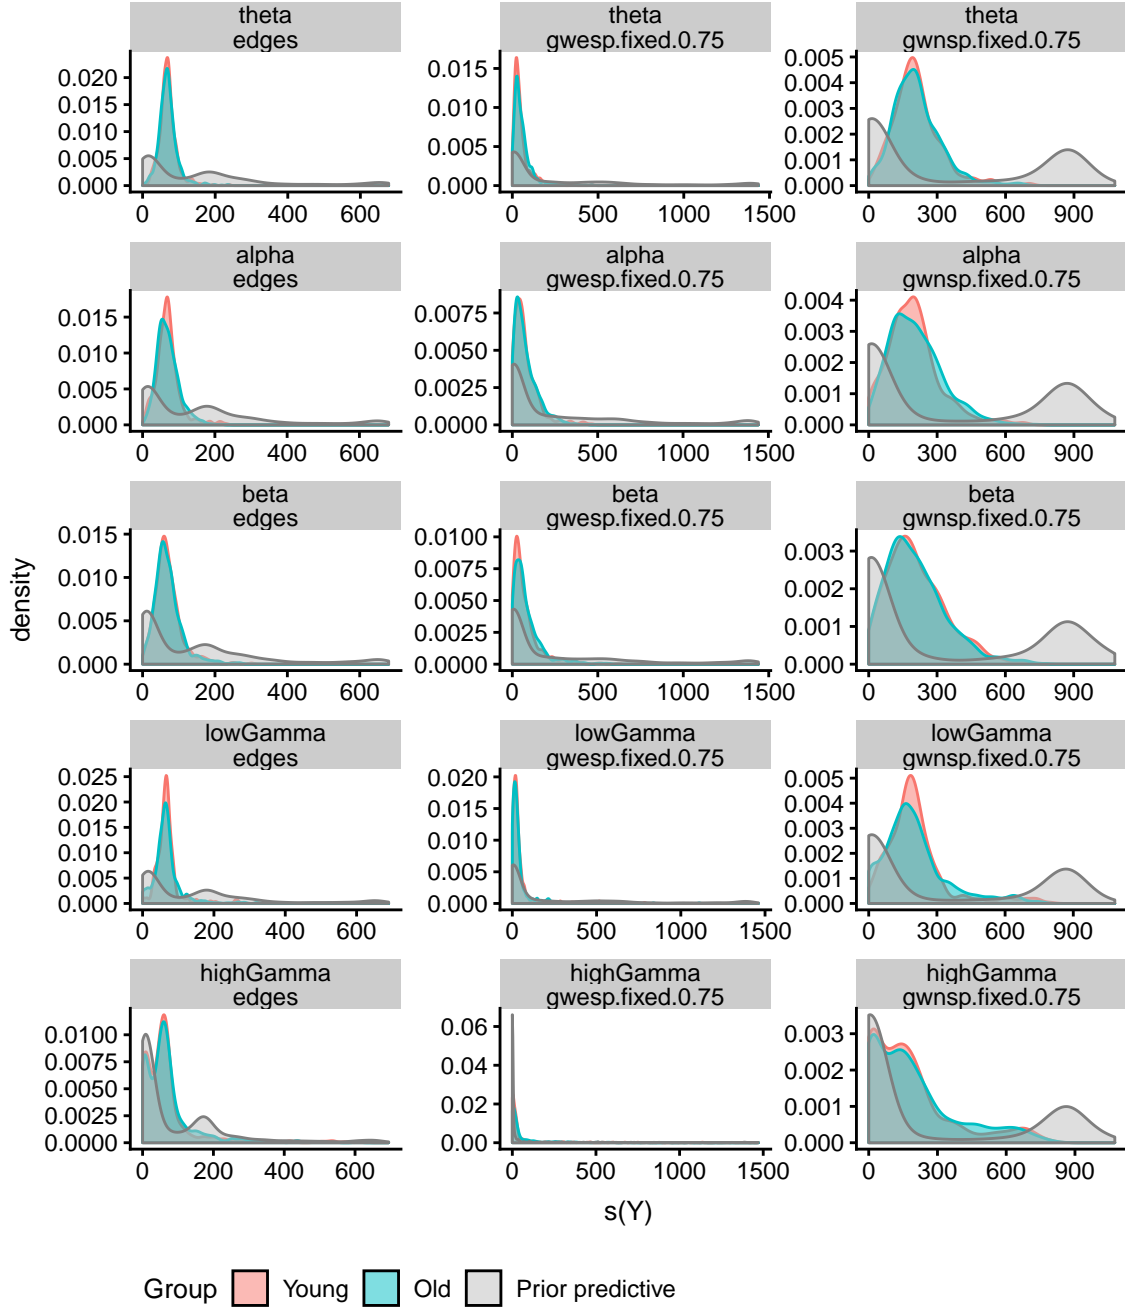 theta
edges
theta
gwesp.fixed.0.75
theta
gwnsp.fixed.0.75
0.020
0.015
0.010
0.005
0.000
0 200 400 600
0.015
0.010
0.005
0.000
0 500 1000 1500
0.005
0.004
0.003
0.002
0.001
0.000
0 300 600 900
alpha
edges
alpha
gwesp.fixed.0.75
alpha
gwnsp.fixed.0.75
0.015
0.010
0.005
0.000
0 200 400 600
0.0075
0.0050
0.0025
0.0000
0 500 1000 1500
0.004
0.003
0.002
0.001
0.000
0 300 600 900
beta
edges
beta
gwesp.fixed.0.75
beta
gwnsp.fixed.0.75
0.015
0.010
0.005
0.000
0 200 400 600
0.0100
0.0075
0.0050
0.0025
0.0000
0 500 1000 1500
0.003
0.002
0.001
0.000
0 300 600 900
lowGamma
edges
lowGamma
gwesp.fixed.0.75
lowGamma
gwnsp.fixed.0.75
0.025
0.020
0.015
0.010
0.005
0.000
0 200 400 600
0.020
0.015
0.010
0.005
0.000
0 500 1000 1500
0.005
0.004
0.003
0.002
0.001
0.000
0 300 600 900
highGamma
edges
highGamma
gwesp.fixed.0.75
highGamma
gwnsp.fixed.0.75
0.0100
0.0075
0.0050
0.0025
0.0000
0 200 400 600
0.06
0.04
0.02
0.00
0 500 1000 1500
0.003
0.002
0.001
0.000
0 300 600 900
density
s(Y)
Group Young Old Prior predictive